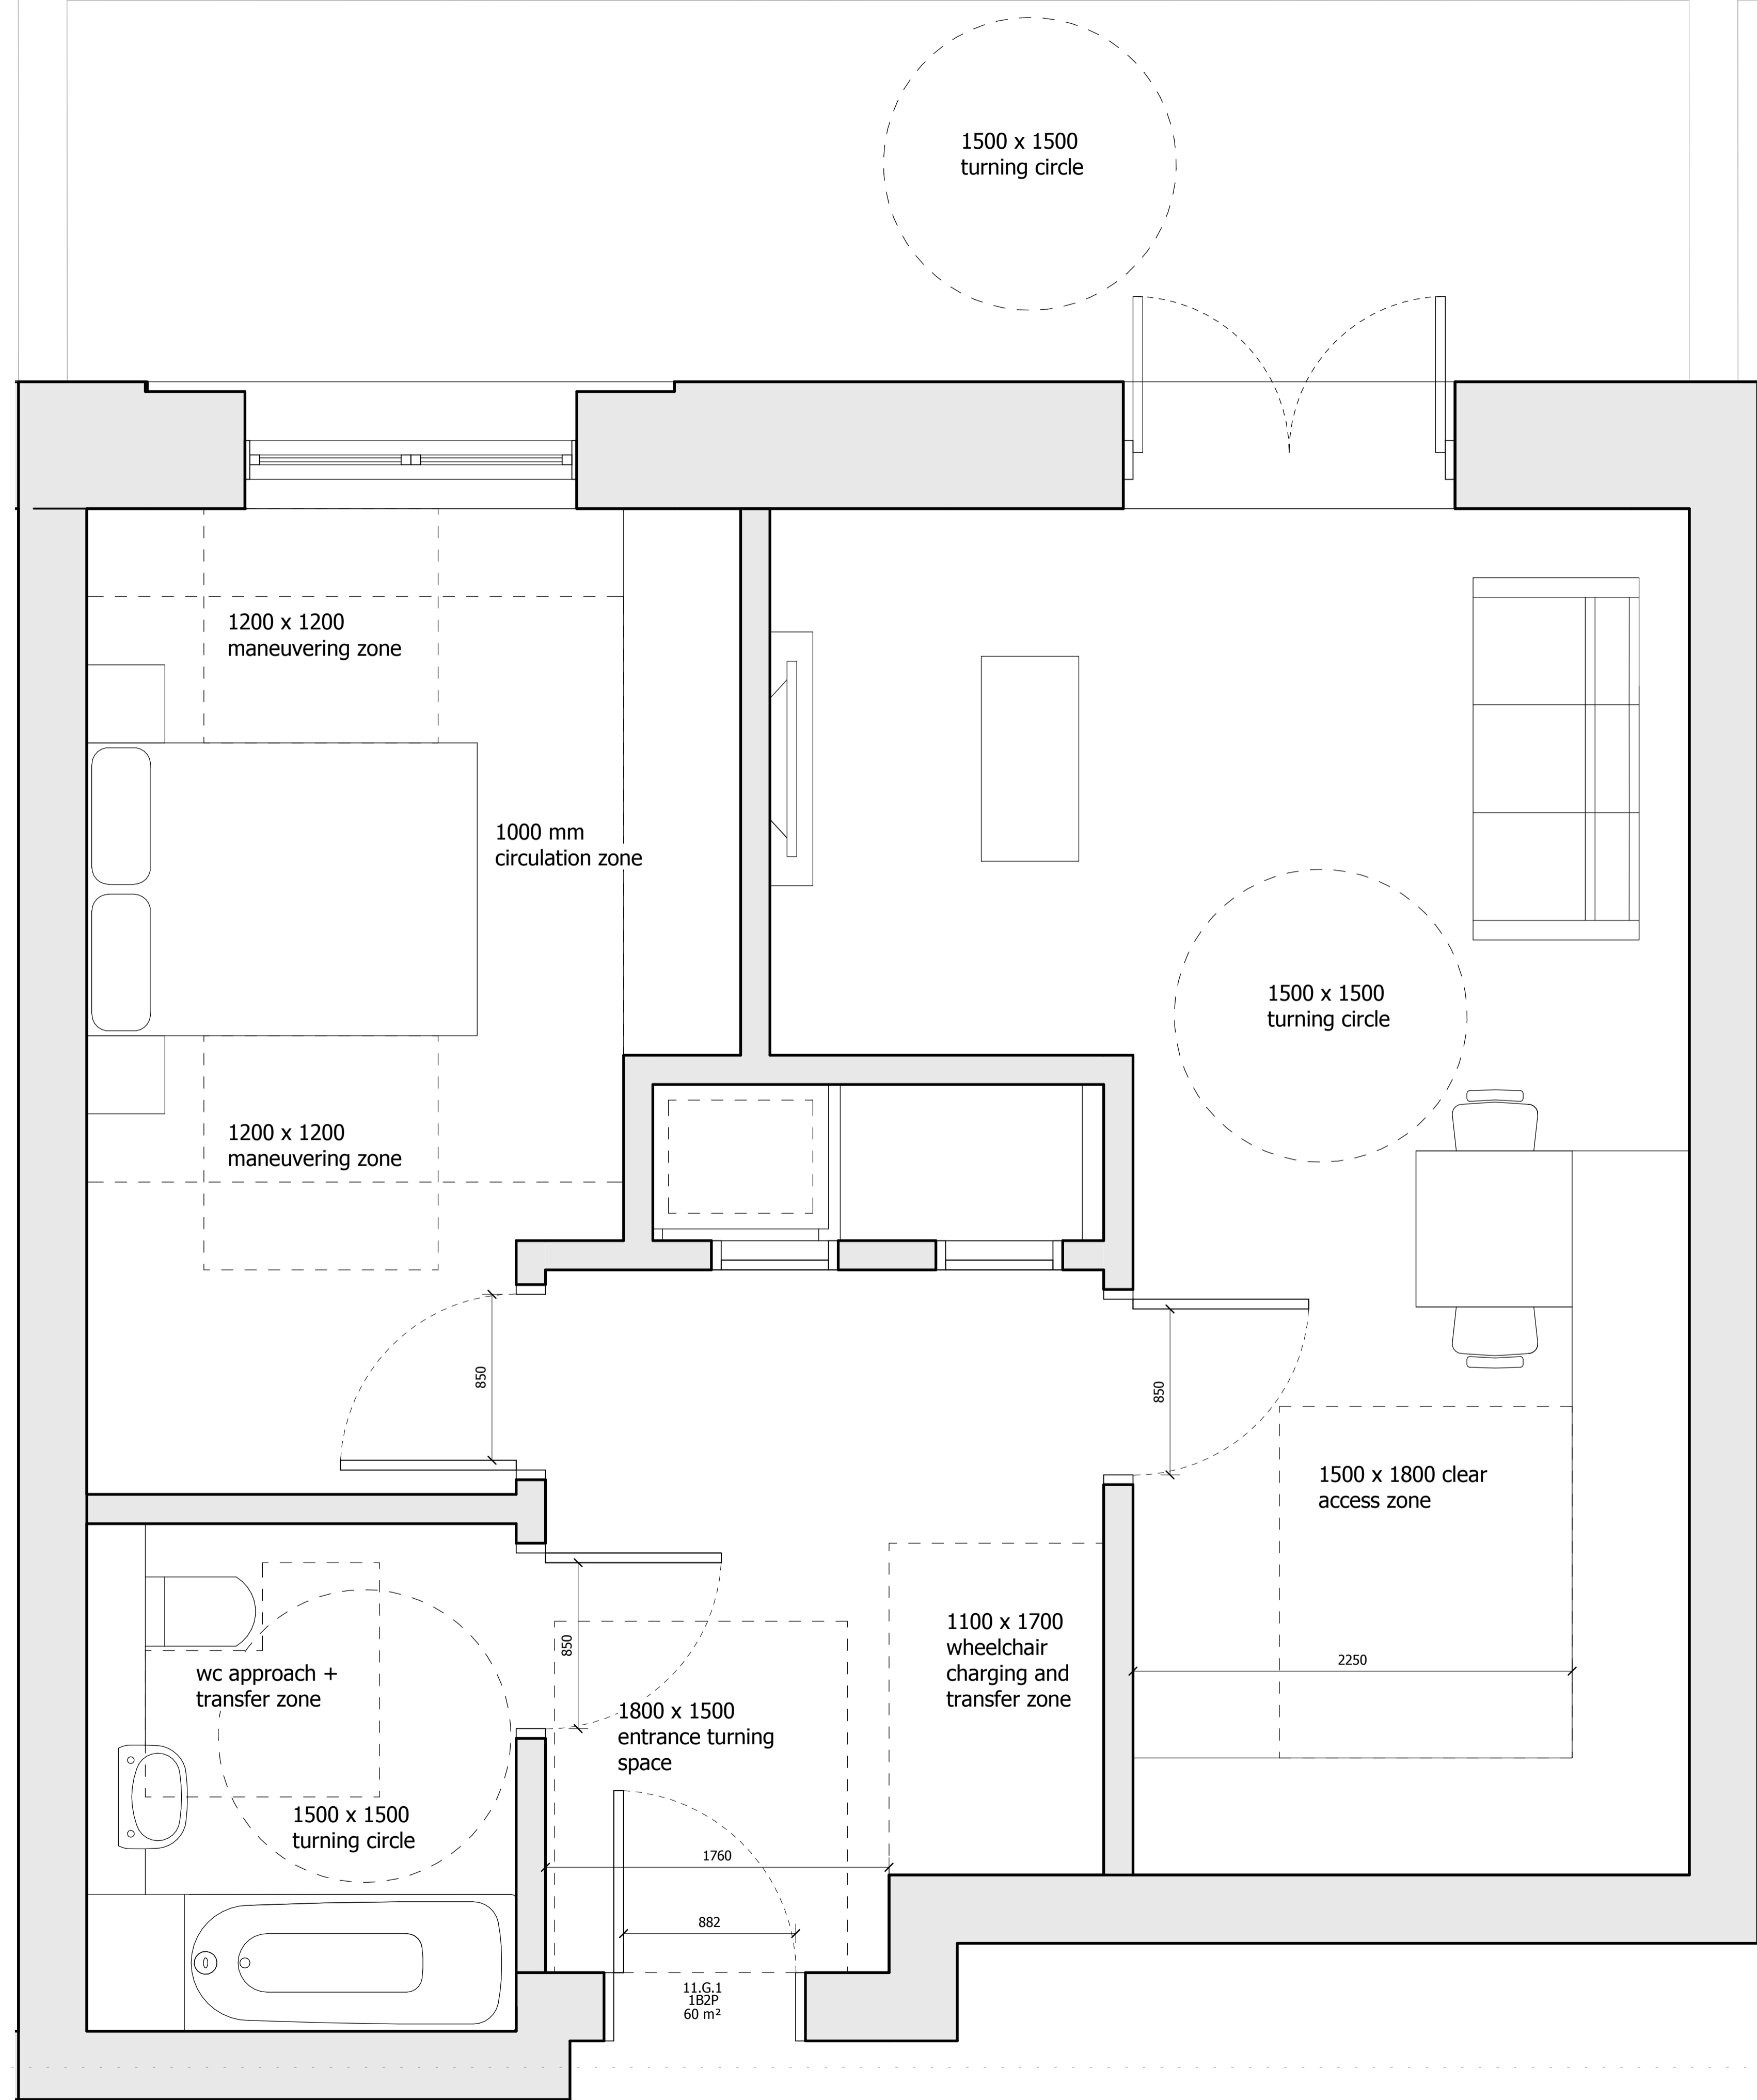 1500 x 1500
turning circle
1200 x 1200
maneuvering zone
1000 mm
circulation zone
1500 x 1500
turning circle
1200 x 1200
maneuvering zone
850
850
1500 x 1800 clear
access zone
850
1100 x 1700
wheelchair
charging and
transfer zone
2250
wc approach +
transfer zone
1800 x 1500
entrance turning
space
1500 x 1500
turning circle
1760
882
11.G.1
1B2P
60 m²